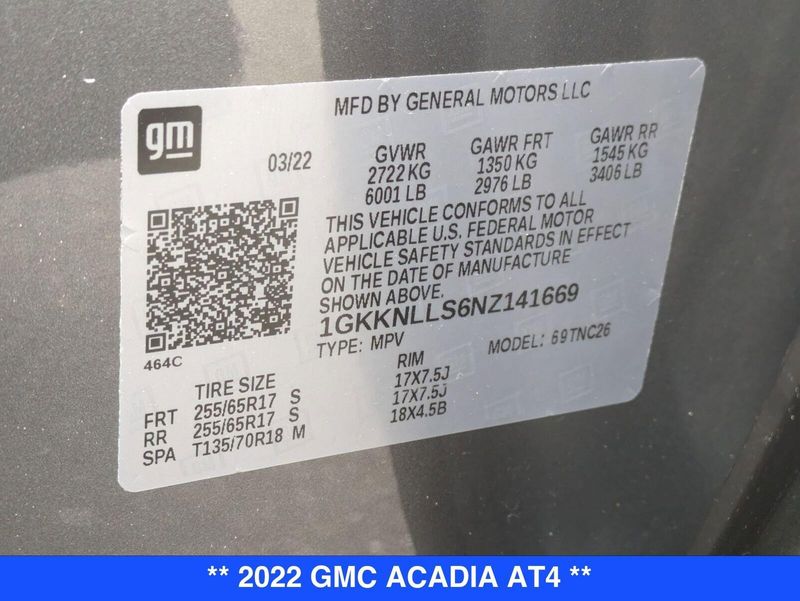 MFD BY GENERAL MOTORS LLC
gm
03/22
GVWR GAWR FRT GAWR RR
2722 KG 1350 KG 1545 KG
6001 LB 2976 LB 3406 LB
THIS VEHICLE CONFORMS TO ALL
APPLICABLE U.S. FEDERAL MOTOR
VEHICLE SAFETY STANDARDS IN EFFECT
ON THE DATE OF MANUFACTURE
SHOWN ABOVE.
1GKKNLLS6NZ141669
464C
TYPE: MPV MODEL: 69TNC26
TIRE SIZE RIM
FRT 255/65R17 S 17X7.5J
RR 255/65R17 S 17X7.5J
SPA T135/70R18 M 18X4.5B
** 2022 GMC ACADIA AT4 **